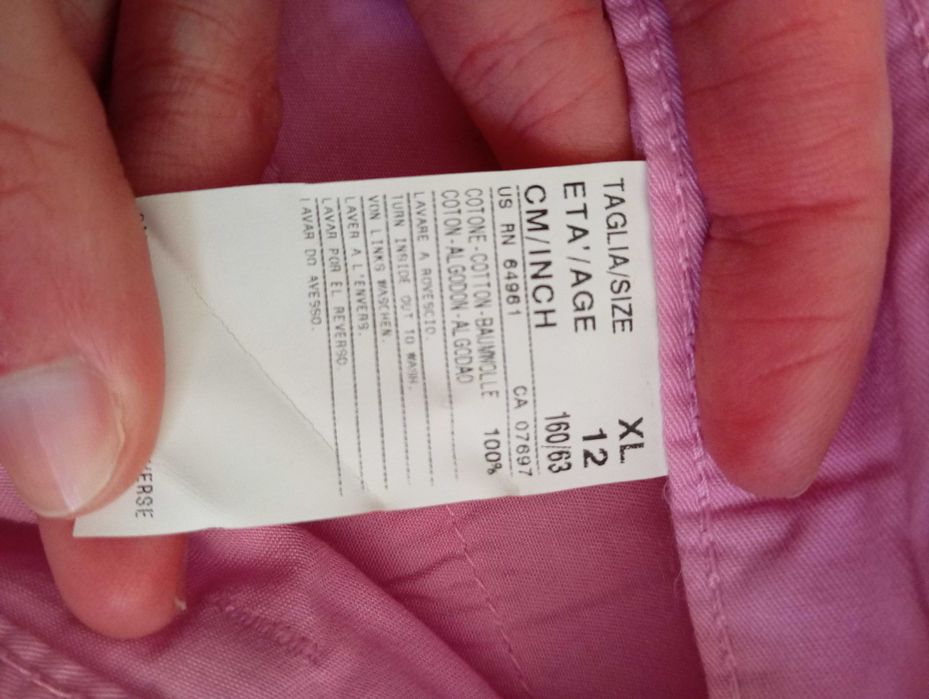 TAGLIA/SIZE XL
ETA'/AGE 12
CM/INCH 160/63
US RN 64961 CA 07697
COTONE-COTTON-BAUMWOLLE 100%
COTON-ALGODON-ALGODAO
LAVARE A ROVESCIO.
TURN INSIDE OUT TO WASH.
VON LINKS WASCHEN.
LAVER A L'ENVERS.
LAVAR POR EL REVERSO.
LAVAR DO AVESSO.
ERSE